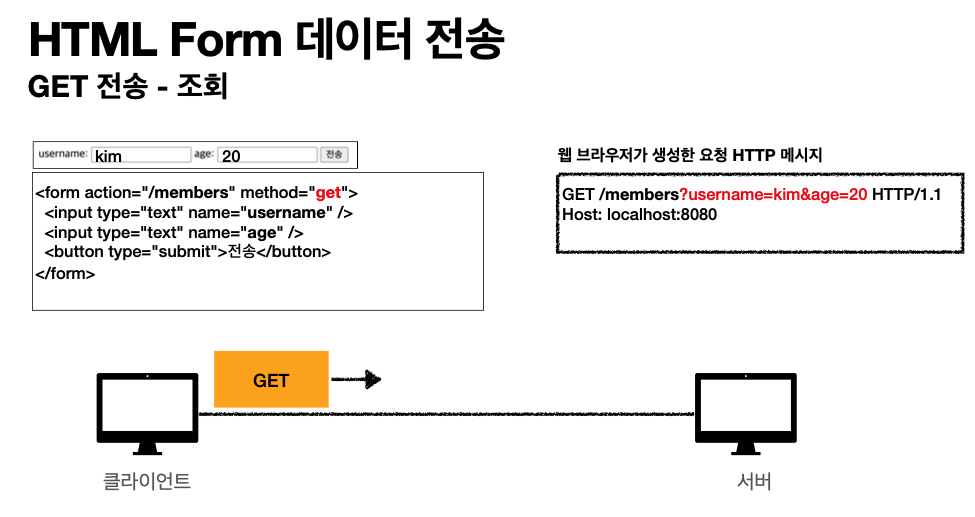 HTML Form 데이터 전송
GET 전송 - 조회
username: kim age: 20 전송
<form action="/members" method="get">
<input type="text" name="username" />
<input type="text" name="age" />
<button type="submit">전송</button>
</form>
웹 브라우저가 생성한 요청 HTTP 메시지
GET /members?username=kim&age=20 HTTP/1.1
Host: localhost:8080
GET
클라이언트
서버